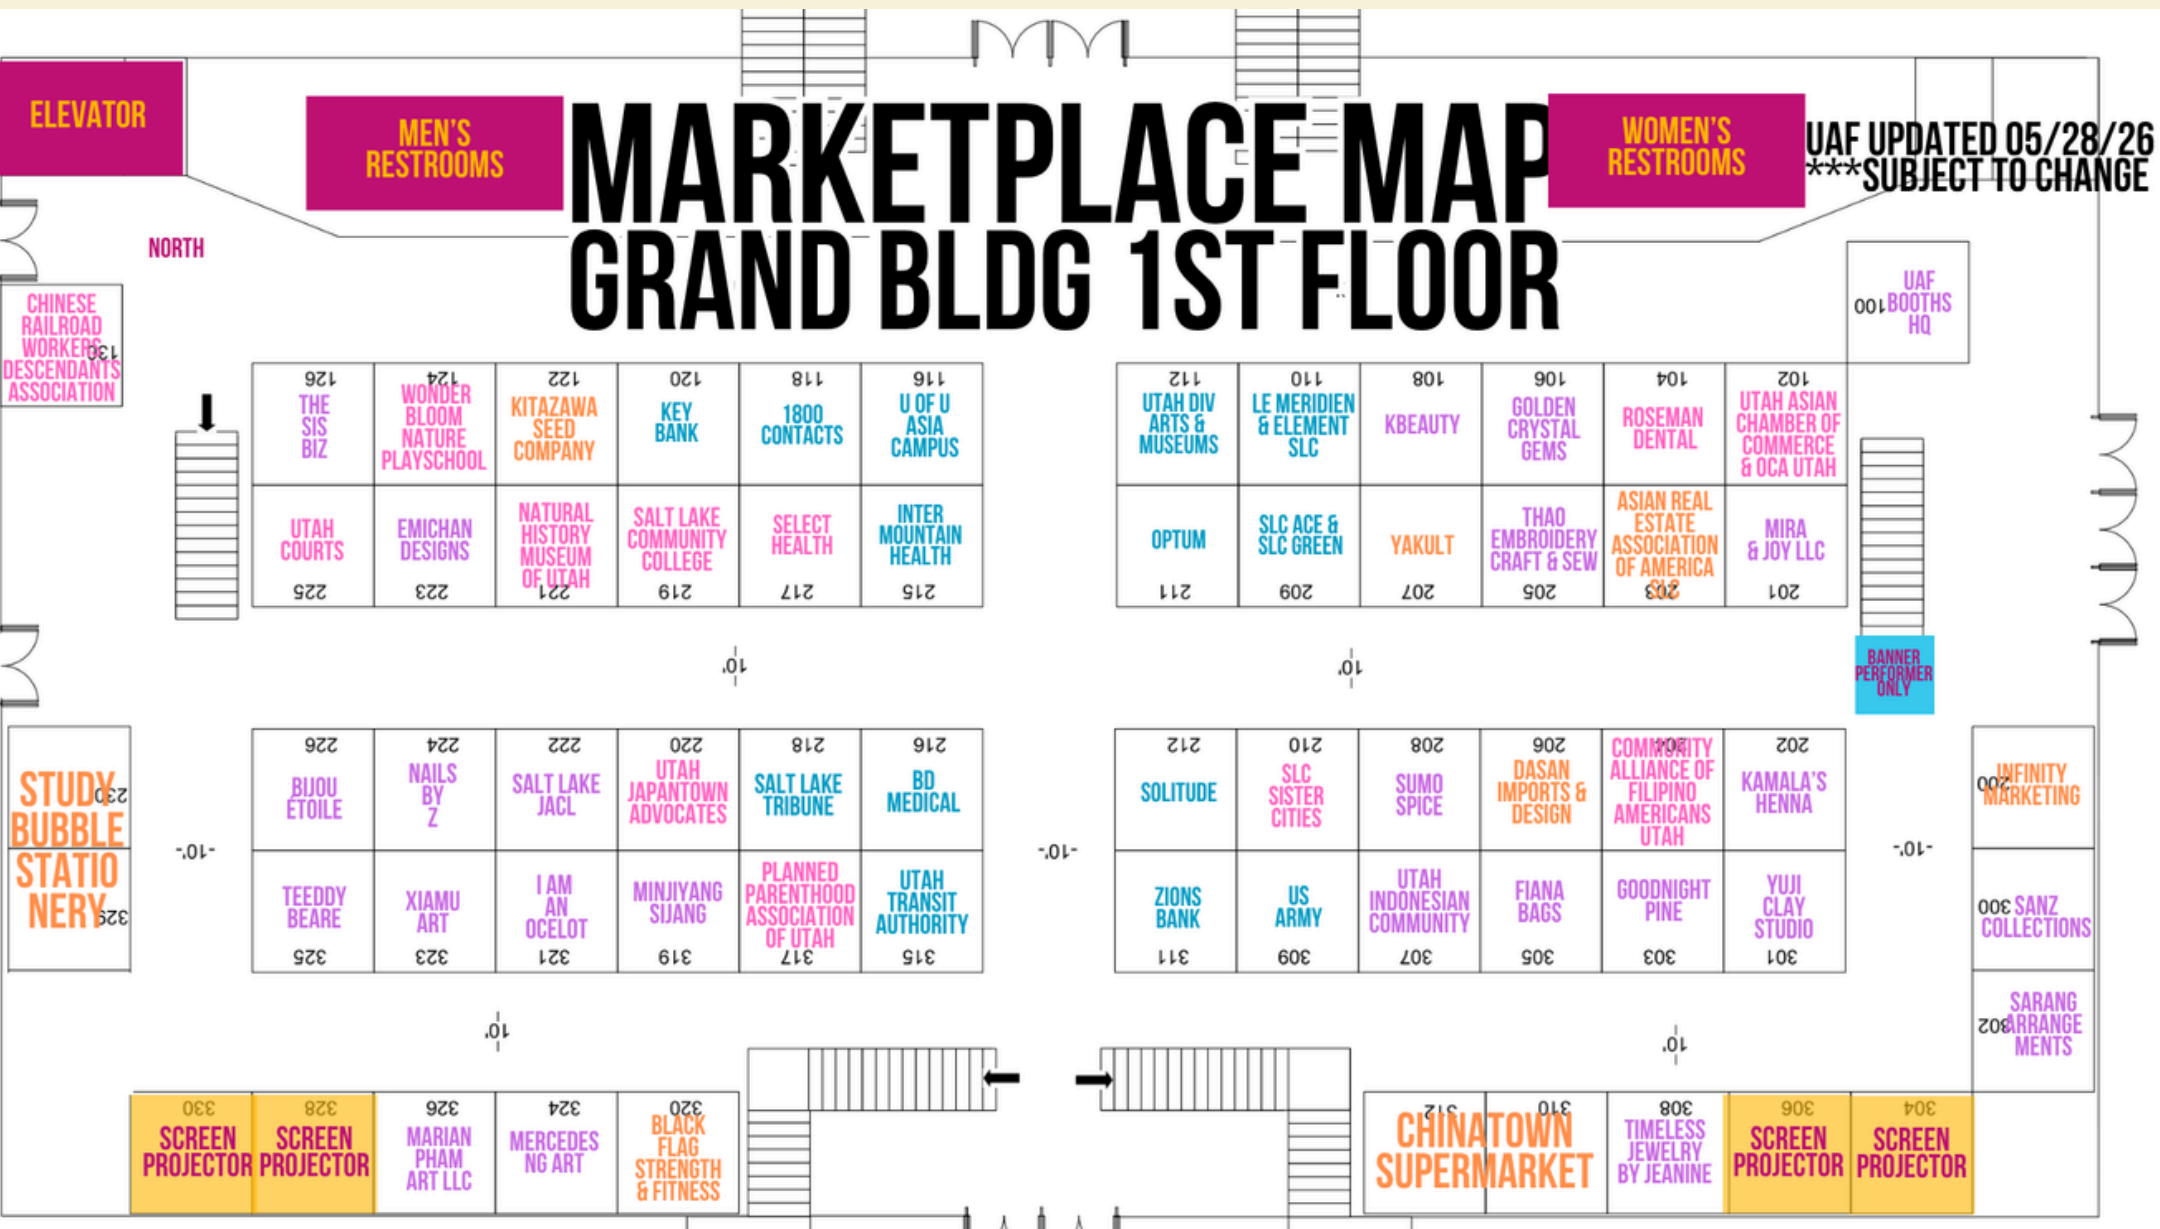 ELEVATOR
MEN'S
RESTROOMS
MARKETPLACE MAP
GRAND BLDG 1ST FLOOR
WOMEN'S
RESTROOMS
UAF UPDATED 05/28/26
***SUBJECT TO CHANGE
NORTH
CHINESE
RAILROAD
WORKERS
DESCENDANTS
ASSOCIATION
130
100
UAF
BOOTHS
HQ
126
THE
SIS
BIZ
124
WONDER
BLOOM
NATURE
PLAYSCHOOL
122
KITAZAWA
SEED
COMPANY
120
KEY
BANK
118
1800
CONTACTS
116
U OF U
ASIA
CAMPUS
112
UTAH DIV
ARTS &
MUSEUMS
110
LE MERIDIEN
& ELEMENT
SLC
108
KBEAUTY
106
GOLDEN
CRYSTAL
GEMS
104
ROSEMAN
DENTAL
102
UTAH ASIAN
CHAMBER OF
COMMERCE
& OCA UTAH
UTAH
COURTS
225
EMICHAN
DESIGNS
223
NATURAL
HISTORY
MUSEUM
OF UTAH
221
SALT LAKE
COMMUNITY
COLLEGE
219
SELECT
HEALTH
217
INTER
MOUNTAIN
HEALTH
215
OPTUM
211
SLC ACE &
SLC GREEN
209
YAKULT
207
THAO
EMBROIDERY
CRAFT & SEW
205
ASIAN REAL
ESTATE
ASSOCIATION
OF AMERICA
SLC
203
MIRA
& JOY LLC
201
10'
10'
BANNER
PERFORMER
ONLY
STUDY
BUBBLE
STATIO
NERY
230
329
226
BIJOU
ÉTOILE
224
NAILS
BY
Z
222
SALT LAKE
JACL
220
UTAH
JAPANTOWN
ADVOCATES
218
SALT LAKE
TRIBUNE
216
BD
MEDICAL
212
SOLITUDE
210
SLC
SISTER
CITIES
208
SUMO
SPICE
206
DASAN
IMPORTS &
DESIGN
204
COMMUNITY
ALLIANCE OF
FILIPINO
AMERICANS
UTAH
202
KAMALA'S
HENNA
200
INFINITY
MARKETING
-10'-
-10'-
-10'-
TEEDDY
BEARE
325
XIAMU
ART
323
I AM
AN
OCELOT
321
MINJIYANG
SIJANG
319
PLANNED
PARENTHOOD
ASSOCIATION
OF UTAH
317
UTAH
TRANSIT
AUTHORITY
315
ZIONS
BANK
311
US
ARMY
309
UTAH
INDONESIAN
COMMUNITY
307
FIANA
BAGS
305
GOODNIGHT
PINE
303
YUJI
CLAY
STUDIO
301
300
SANZ
COLLECTIONS
302
SARANG
ARRANGE
MENTS
10'
10'
330
SCREEN
PROJECTOR
328
SCREEN
PROJECTOR
326
MARIAN
PHAM
ART LLC
324
MERCEDES
NG ART
320
BLACK
FLAG
STRENGTH
& FITNESS
312
310
CHINATOWN
SUPERMARKET
308
TIMELESS
JEWELRY
BY JEANINE
306
SCREEN
PROJECTOR
304
SCREEN
PROJECTOR